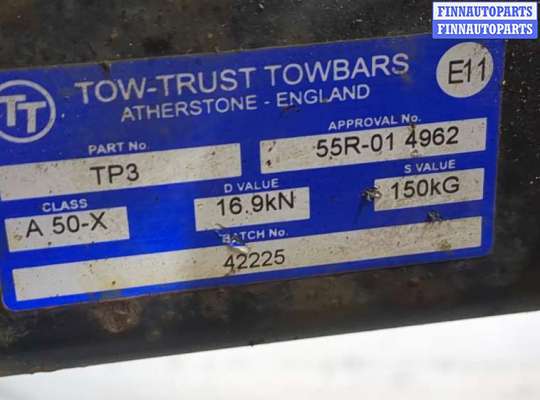 FINNAUTOPARTS
FINNAUTOPARTS
TT TOW-TRUST TOWBARS E11
ATHERSTONE - ENGLAND
PART No APPROVAL No.
TP3 55R-01 4962
CLASS D VALUE S VALUE
A 50-X 16.9kN 150kG
BATCH No.
42225